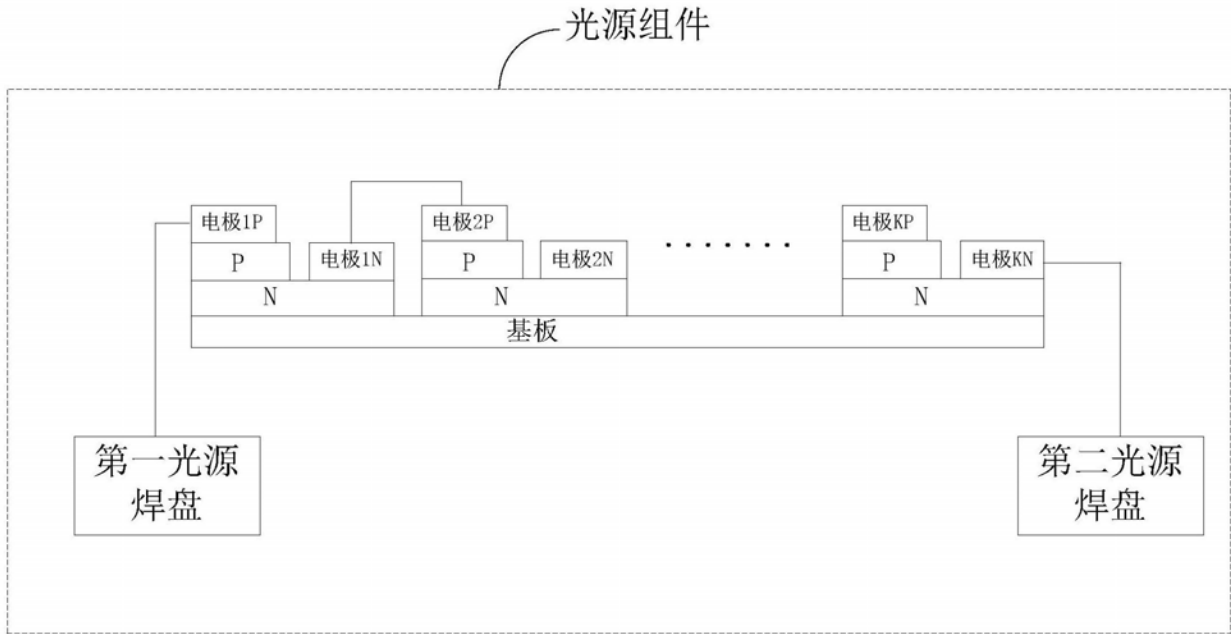 光源组件
电极1P
电极2P
电极KP
P
电极1N
P
电极2N
·······
P
电极KN
N
N
N
基板
第一光源
焊盘
第二光源
焊盘